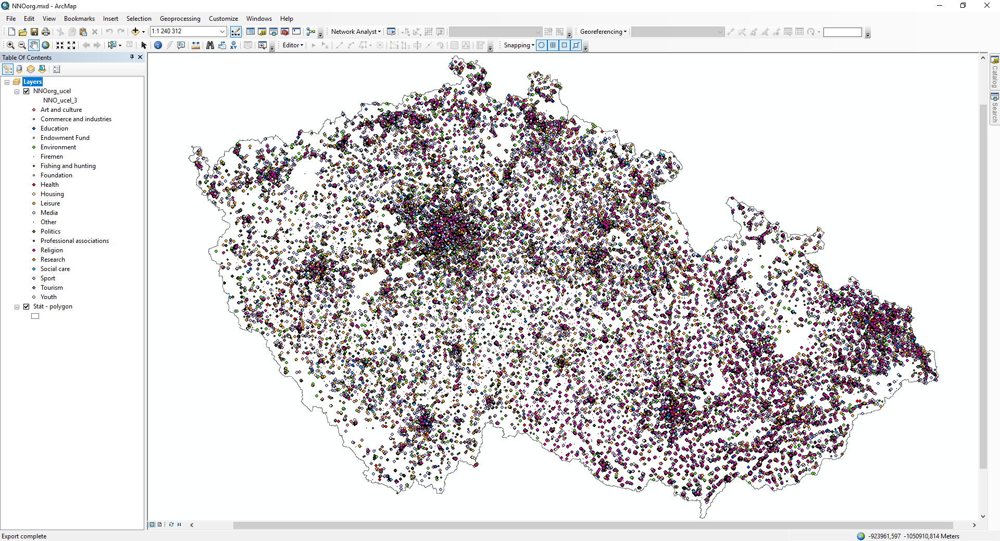 NNOorg.mxd - ArcMap
File Edit View Bookmarks Insert Selection Geoprocessing Customize Windows Help
1:1 240 312
Network Analyst
Georeferencing
Editor
Snapping
Table Of Contents
Layers
NNOorg_ucel
NNO_ucel_3
Art and culture
Commerce and industries
Education
Endowment Fund
Environment
Firemen
Fishing and hunting
Foundation
Health
Housing
Leisure
Media
Other
Politics
Professional associations
Religion
Research
Social care
Sport
Tourism
Youth
Stát - polygon
Catalog
Search
Export complete
-923961,597 -1050910,814 Meters